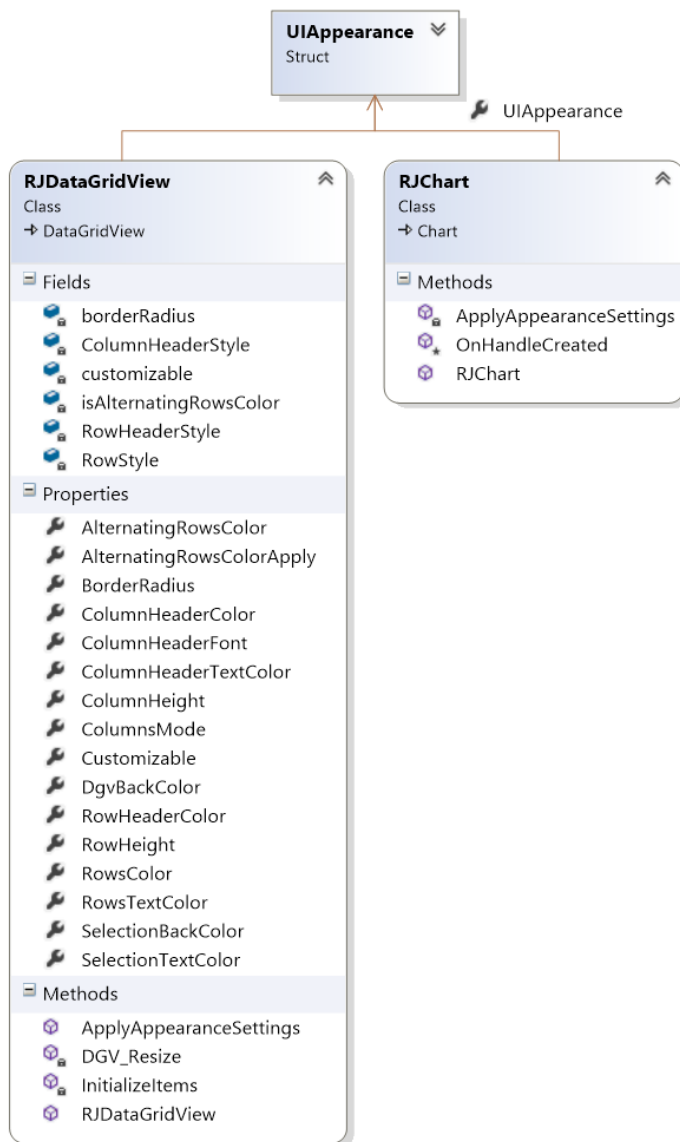 UIAppearance
Struct
UIAppearance
RJDataGridView
Class
DataGridView
Fields
borderRadius
ColumnHeaderStyle
customizable
isAlternatingRowsColor
RowHeaderStyle
RowStyle
Properties
AlternatingRowsColor
AlternatingRowsColorApply
BorderRadius
ColumnHeaderColor
ColumnHeaderFont
ColumnHeaderTextColor
ColumnHeight
ColumnsMode
Customizable
DgvBackColor
RowHeaderColor
RowHeight
RowsColor
RowsTextColor
SelectionBackColor
SelectionTextColor
Methods
ApplyAppearanceSettings
DGV_Resize
InitializeItems
RJDataGridView
RJChart
Class
Chart
Methods
ApplyAppearanceSettings
OnHandleCreated
RJChart